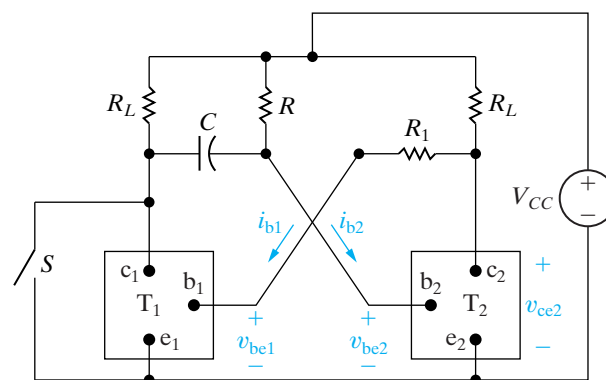 R_L
C
R
R_1
R_L
V_CC
+
−
i_b1
i_b2
S
c_1
b_1
T_1
e_1
+
v_be1
−
+
v_be2
−
c_2
b_2
T_2
e_2
+
v_ce2
−